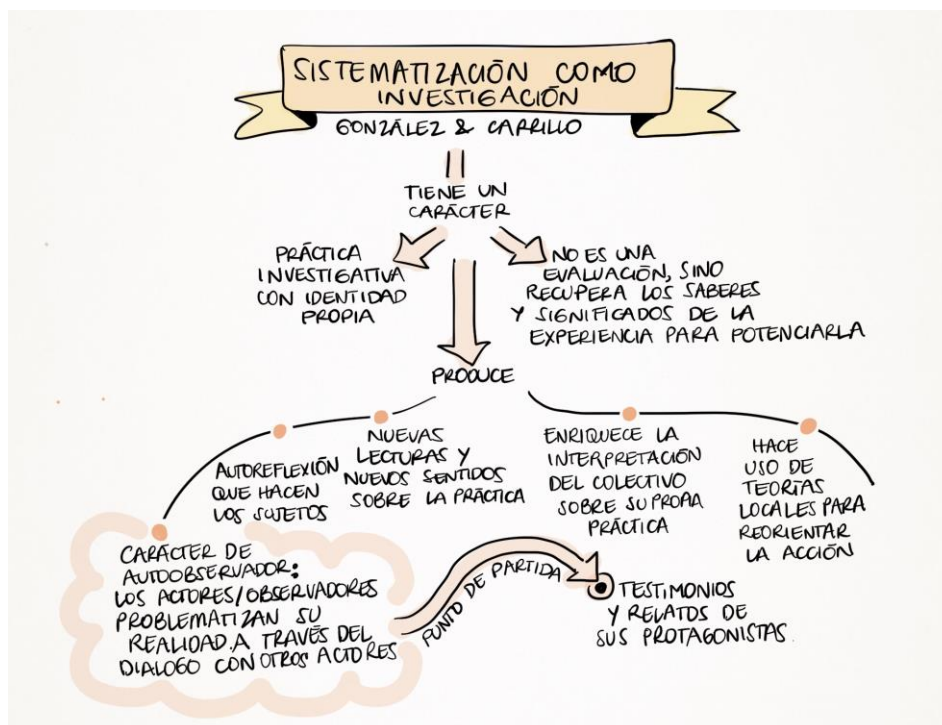 SISTEMATIZACIÓN COMO
INVESTIGACIÓN
GONZÁLEZ & CARRILLO
TIENE UN
CARÁCTER
PRÁCTICA
INVESTIGATIVA
CON IDENTIDAD
PROPIA
NO ES UNA
EVALUACIÓN, SINO
RECUPERA LOS SABERES
Y SIGNIFICADOS DE LA
EXPERIENCIA PARA POTENCIARLA
PRODUCE
CARÁCTER DE
AUTOOBSERVADOR:
LOS ACTORES/OBSERVADORES
PROBLEMATIZAN SU
REALIDAD A TRAVÉS DEL
DIALOGO CON OTROS ACTORES
AUTOREFLEXIÓN
QUE HACEN
LOS SUJETOS
NUEVAS
LECTURAS Y
NUEVOS SENTIDOS
SOBRE LA PRÁCTICA
ENRIQUECE LA
INTERPRETACIÓN
DEL COLECTIVO
SOBRE SU PROPIA
PRÁCTICA
HACE
USO DE
TEORÍAS
LOCALES PARA
REORIENTAR
LA ACCIÓN
PUNTO DE PARTIDA
TESTIMONIOS
Y RELATOS DE
SUS PROTAGONISTAS.